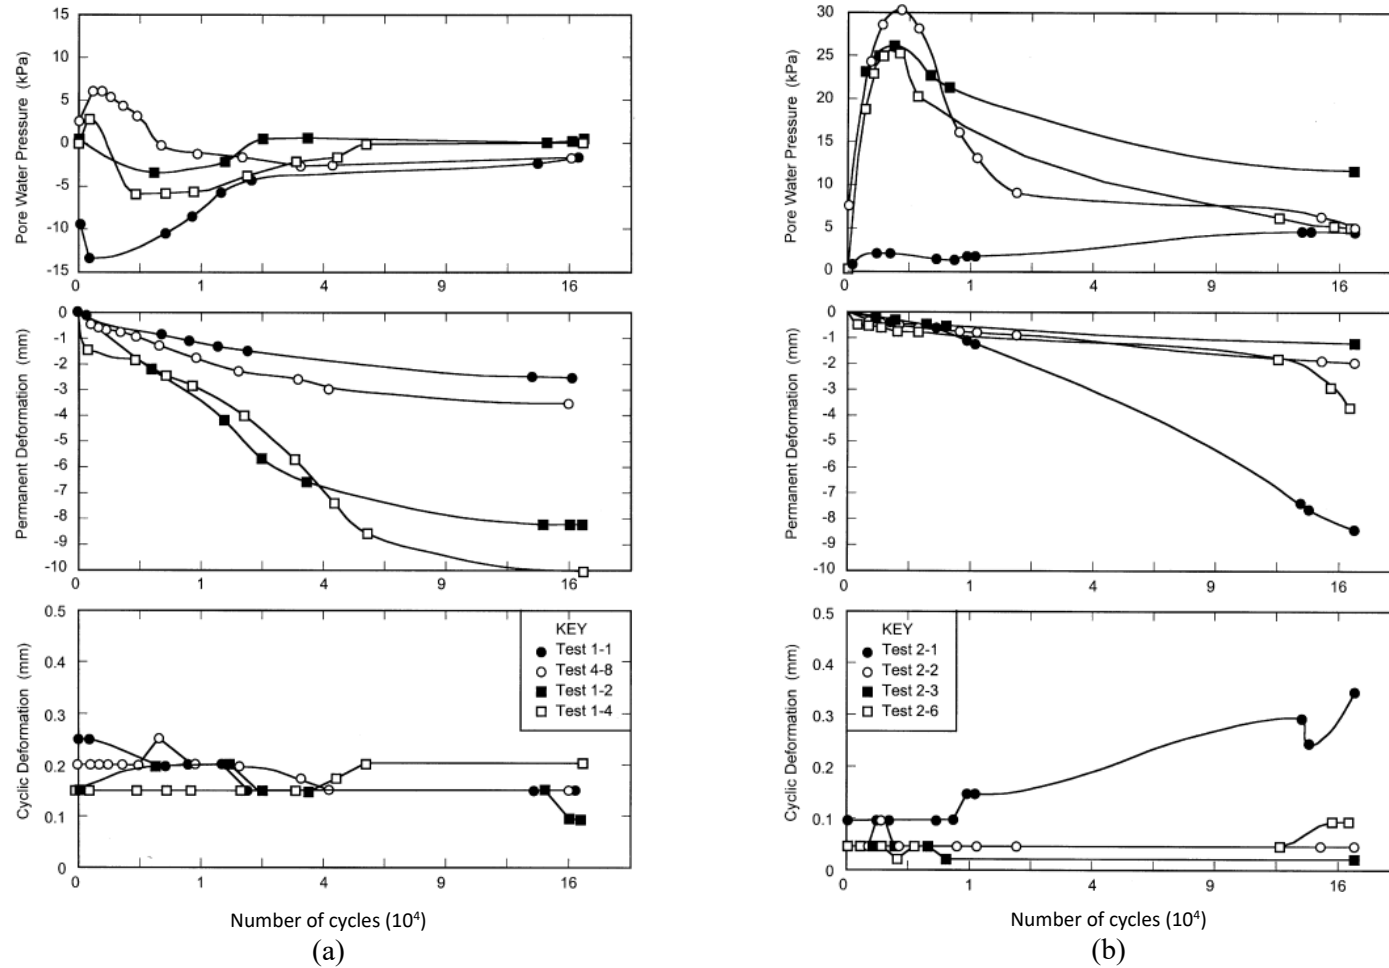 15
10
5
0
-5
-10
-15
Pore Water Pressure (kPa)
0 1 4 9 16
0
-1
-2
-3
-4
-5
-6
-7
-8
-9
-10
Permanent Deformation (mm)
0 1 4 9 16
0.5
0.4
0.3
0.2
0.1
0
Cyclic Deformation (mm)
KEY
Test 1-1
Test 4-8
Test 1-2
Test 1-4
0 1 4 9 16
Number of cycles (10⁴)
(a)
30
25
20
15
10
5
0
Pore Water Pressure (kPa)
0 1 4 9 16
0
-1
-2
-3
-4
-5
-6
-7
-8
-9
-10
Permanent Deformation (mm)
0 1 4 9 16
0.5
0.4
0.3
0.2
0.1
0
Cyclic Deformation (mm)
KEY
Test 2-1
Test 2-2
Test 2-3
Test 2-6
0 1 4 9 16
Number of cycles (10⁴)
(b)